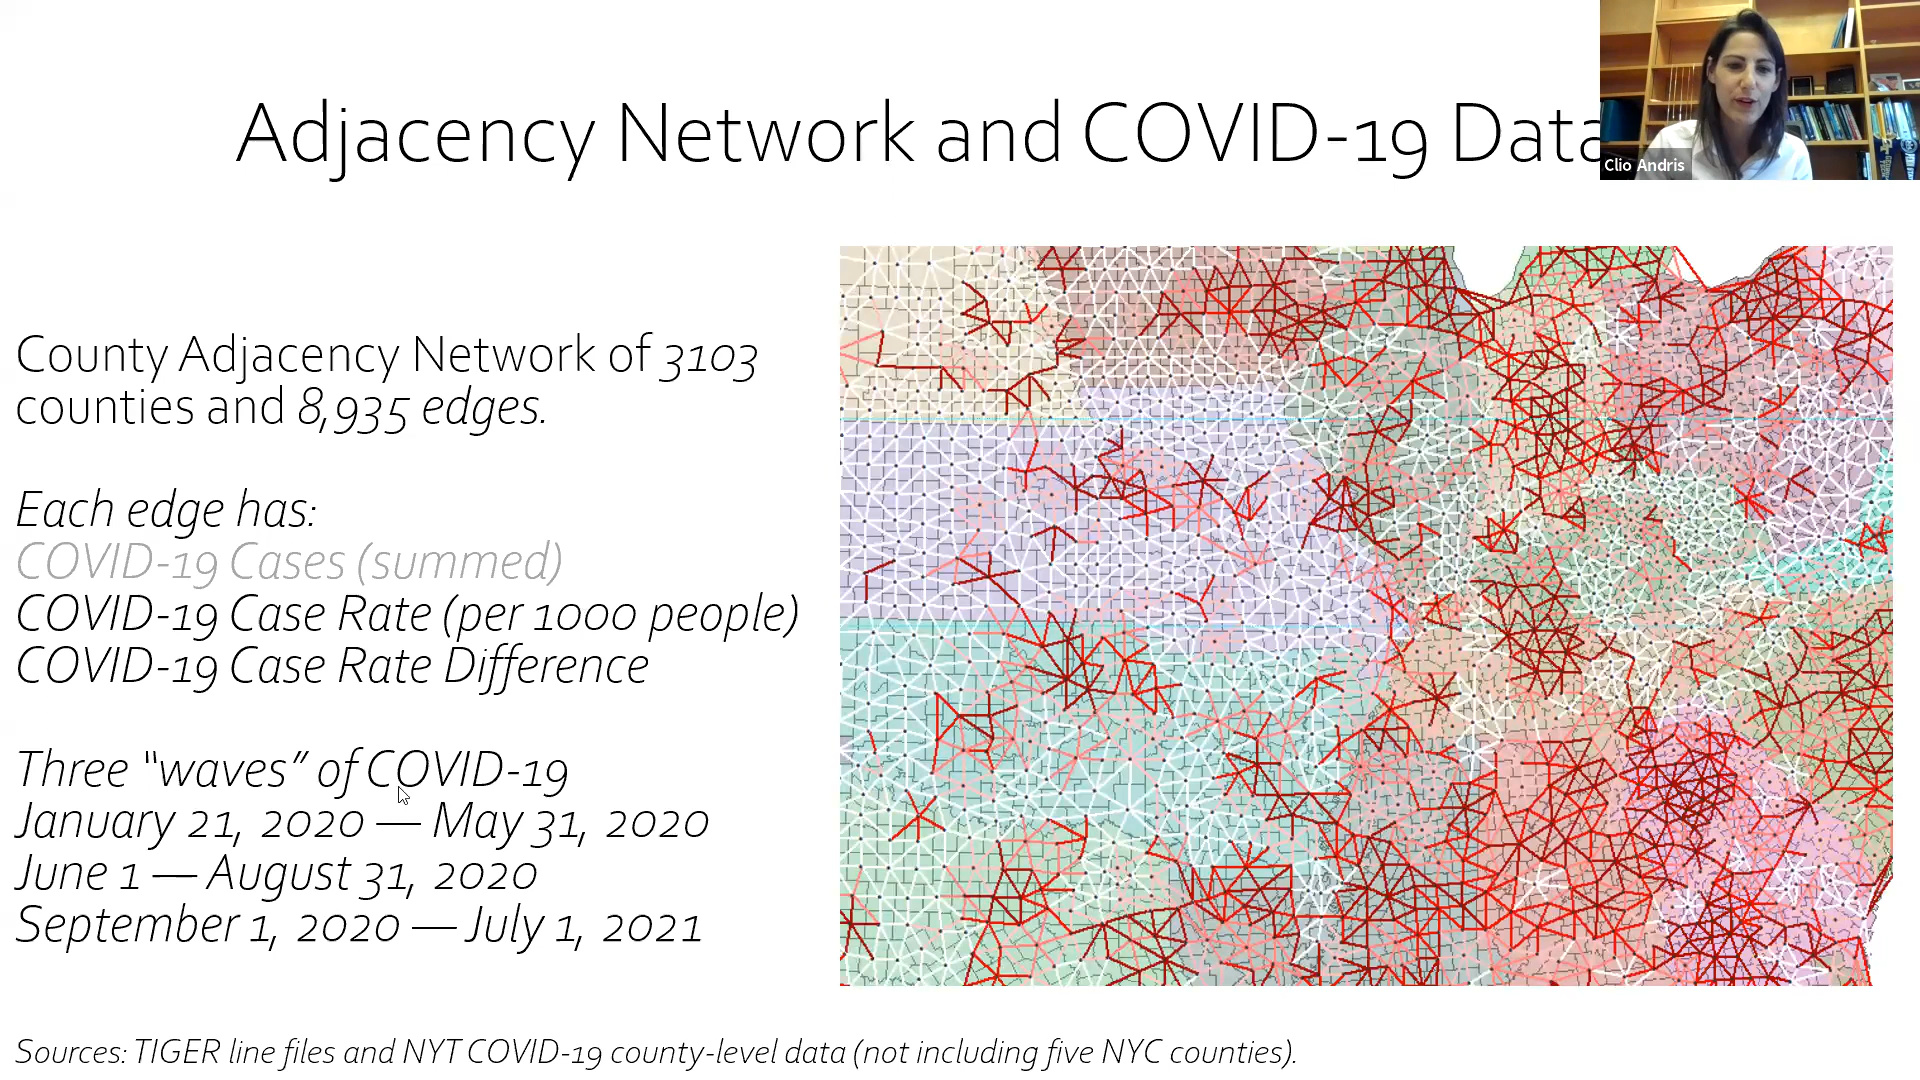 Adjacency Network and COVID-19 Data
Clio Andris
County Adjacency Network of 3103
counties and 8,935 edges.
Each edge has:
COVID-19 Cases (summed)
COVID-19 Case Rate (per 1000 people)
COVID-19 Case Rate Difference
Three “waves” of COVID-19
January 21, 2020 — May 31, 2020
June 1 — August 31, 2020
September 1, 2020 — July 1, 2021
Sources: TIGER line files and NYT COVID-19 county-level data (not including five NYC counties).